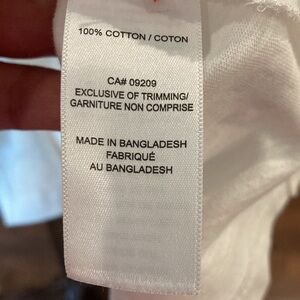 100% COTTON / COTON
CA# 09209
EXCLUSIVE OF TRIMMING/
GARNITURE NON COMPRISE
MADE IN BANGLADESH
FABRIQUÉ
AU BANGLADESH